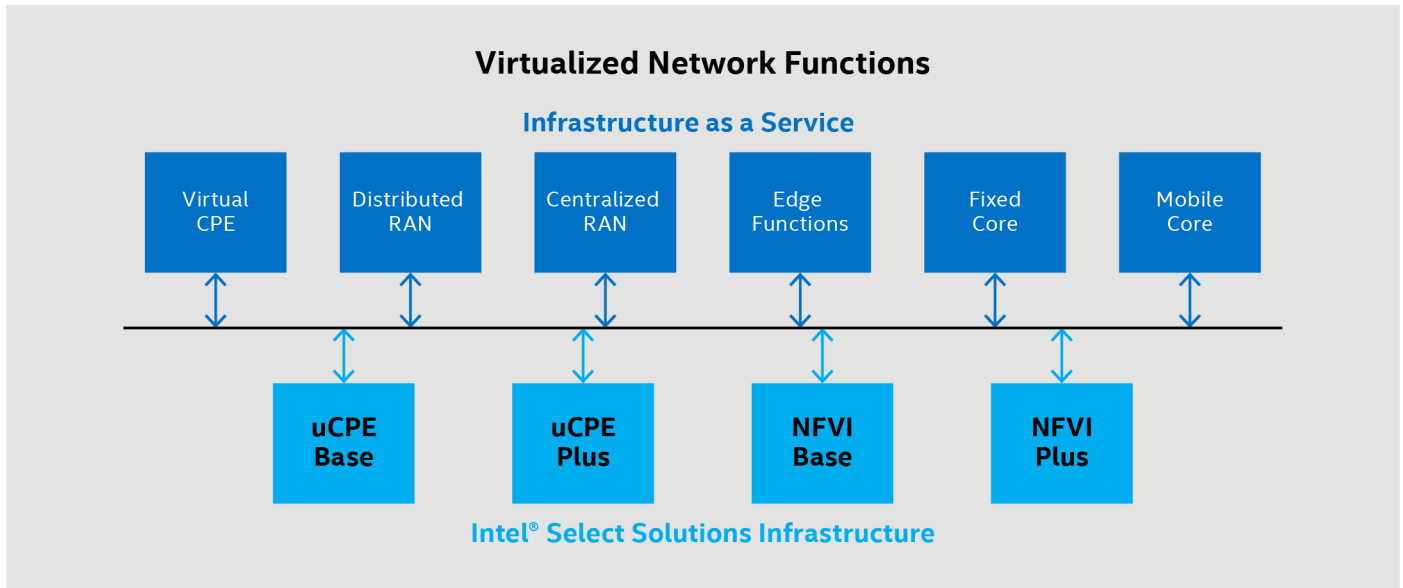 Virtualized Network Functions
Infrastructure as a Service
Virtual
CPE
Distributed
RAN
Centralized
RAN
Edge
Functions
Fixed
Core
Mobile
Core
uCPE
Base
uCPE
Plus
NFVI
Base
NFVI
Plus
Intel® Select Solutions Infrastructure